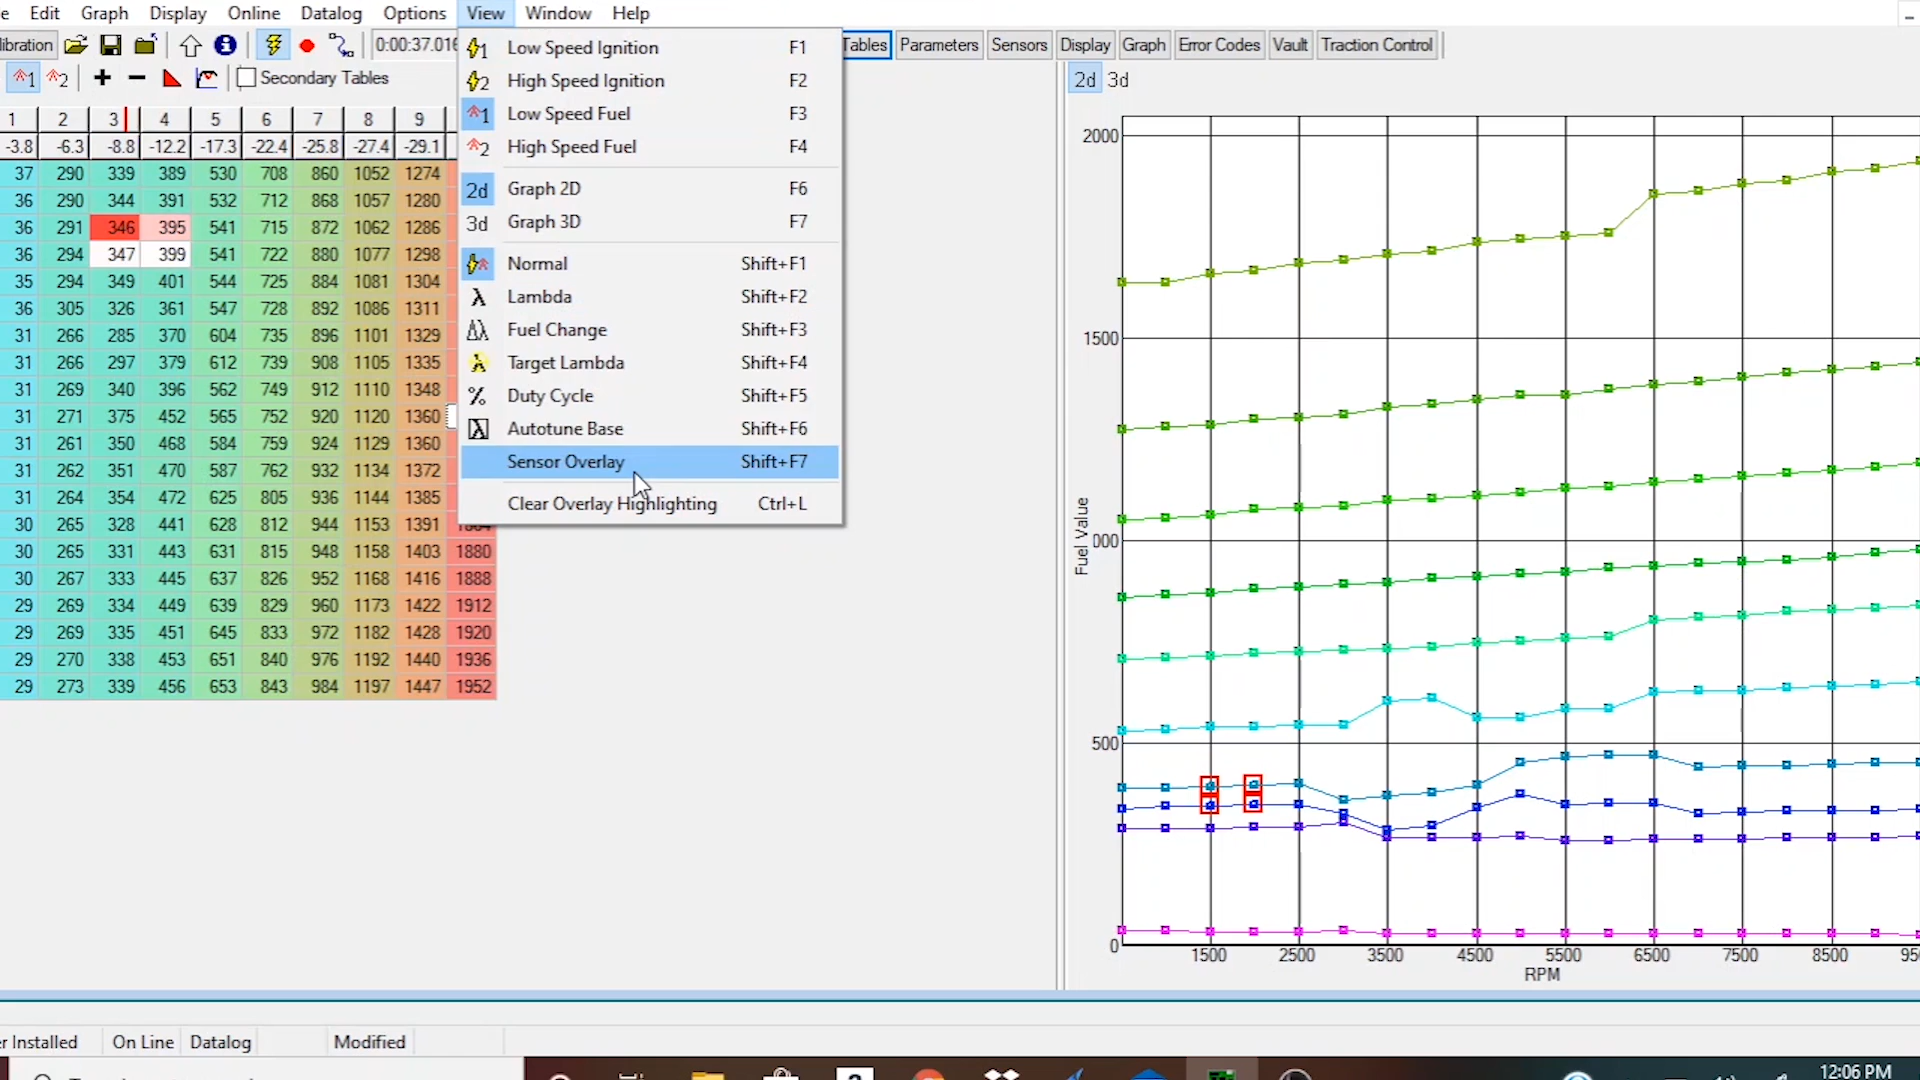 e Edit Graph Display Online Datalog Options View Window Help
libration 0:00:37.016 Tables Parameters Sensors Display Graph Error Codes Vault Traction Control
1 2 + - Secondary Tables 2d 3d
1 2 3 4 5 6 7 8 9
-3.8 -6.3 -8.8 -12.2 -17.3 -22.4 -25.8 -27.4 -29.1
37 290 339 389 530 708 860 1052 1274
36 290 344 391 532 712 868 1057 1280
36 291 346 395 541 715 872 1062 1286
36 294 347 399 541 722 880 1077 1298
35 294 349 401 544 725 884 1081 1304
36 305 326 361 547 728 892 1086 1311
31 266 285 370 604 735 896 1101 1329
31 266 297 379 612 739 908 1105 1335
31 269 340 396 562 749 912 1110 1348
31 271 375 452 565 752 920 1120 1360
31 261 350 468 584 759 924 1129 1360
31 262 351 470 587 762 932 1134 1372
31 264 354 472 625 805 936 1144 1385
30 265 328 441 628 812 944 1153 1391
30 265 331 443 631 815 948 1158 1403 1880
30 267 333 445 637 826 952 1168 1416 1888
29 269 334 449 639 829 960 1173 1422 1912
29 269 335 451 645 833 972 1182 1428 1920
29 270 338 453 651 840 976 1192 1440 1936
29 273 339 456 653 843 984 1197 1447 1952
1 Low Speed Ignition F1
2 High Speed Ignition F2
1 Low Speed Fuel F3
2 High Speed Fuel F4
2d Graph 2D F6
3d Graph 3D F7
Normal Shift+F1
λ Lambda Shift+F2
Fuel Change Shift+F3
Target Lambda Shift+F4
% Duty Cycle Shift+F5
λ Autotune Base Shift+F6
Sensor Overlay Shift+F7
Clear Overlay Highlighting Ctrl+L
2000
1500
000
500
0
Fuel Value
1500 2500 3500 4500 5500 6500 7500 8500 950
RPM
er Installed On Line Datalog Modified
12:06 PM